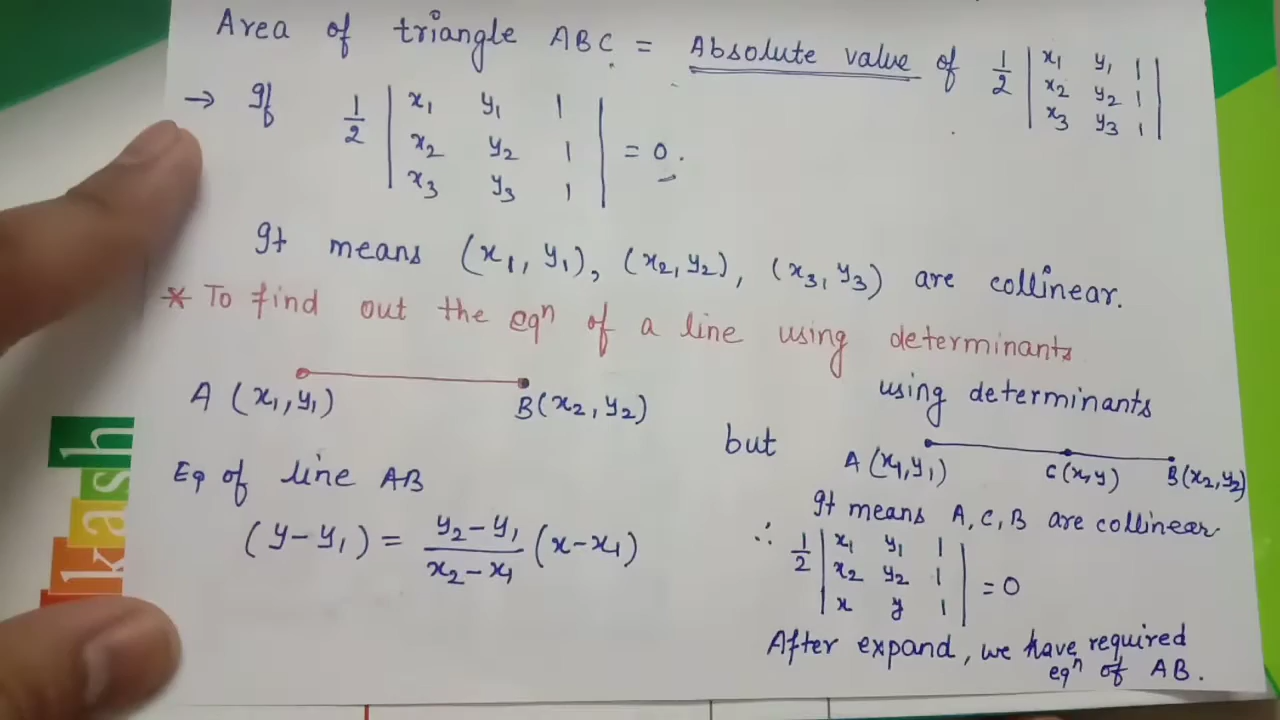 Area of triangle ABC = Absolute value of 1/2 | x₁ y₁ 1 |
| x₂ y₂ 1 |
| x₃ y₃ 1 |
→ If 1/2 | x₁ y₁ 1 |
| x₂ y₂ 1 | = 0.
| x₃ y₃ 1 |
It means (x₁, y₁), (x₂, y₂), (x₃, y₃) are collinear.
* To find out the eqⁿ of a line using determinants
A (x₁, y₁) B(x₂, y₂)
Eq of line AB
(y - y₁) = (y₂ - y₁)/(x₂ - x₁) (x - x₁)
but
using determinants
A (x₁, y₁) C(x, y) B(x₂, y₂)
It means A, C, B are collinear
∴ 1/2 | x₁ y₁ 1 |
| x₂ y₂ 1 | = 0
| x y 1 |
After expand, we have required
eqⁿ of AB.
kash